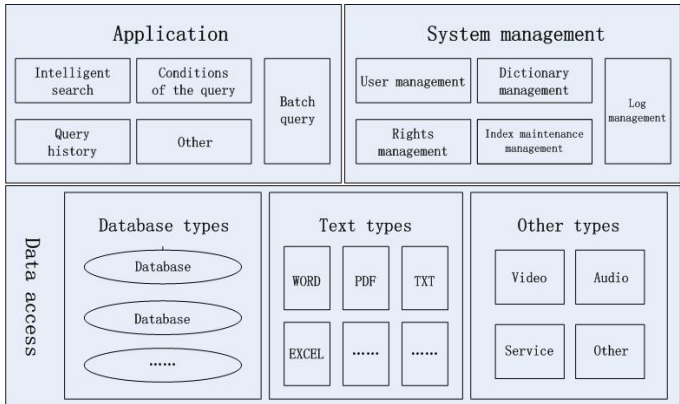 Application
Intelligent
search
Conditions
of the query
Batch
query
Query
history
Other
System management
User management
Dictionary
management
Log
management
Rights
management
Index maintenance
management
Data access
Database types
Database
Database
……
Text types
WORD
PDF
TXT
EXCEL
……
……
Other types
Video
Audio
Service
Other